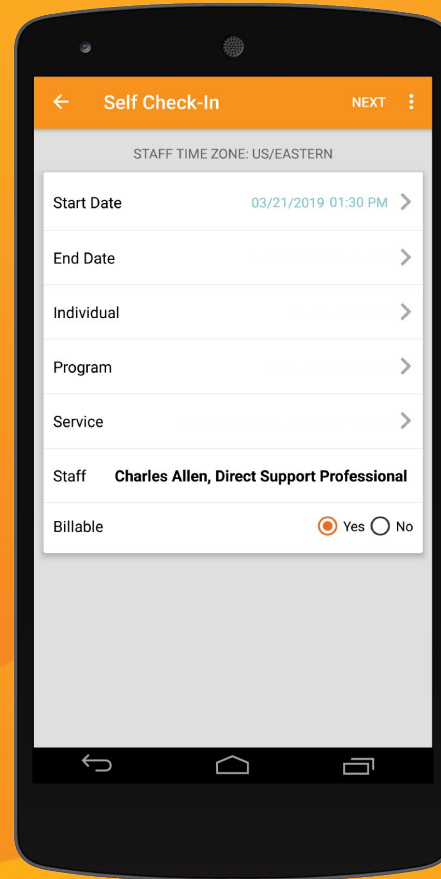 Self Check-In NEXT
STAFF TIME ZONE: US/EASTERN
Start Date 03/21/2019 01:30 PM
End Date
Individual
Program
Service
Staff Charles Allen, Direct Support Professional
Billable Yes No